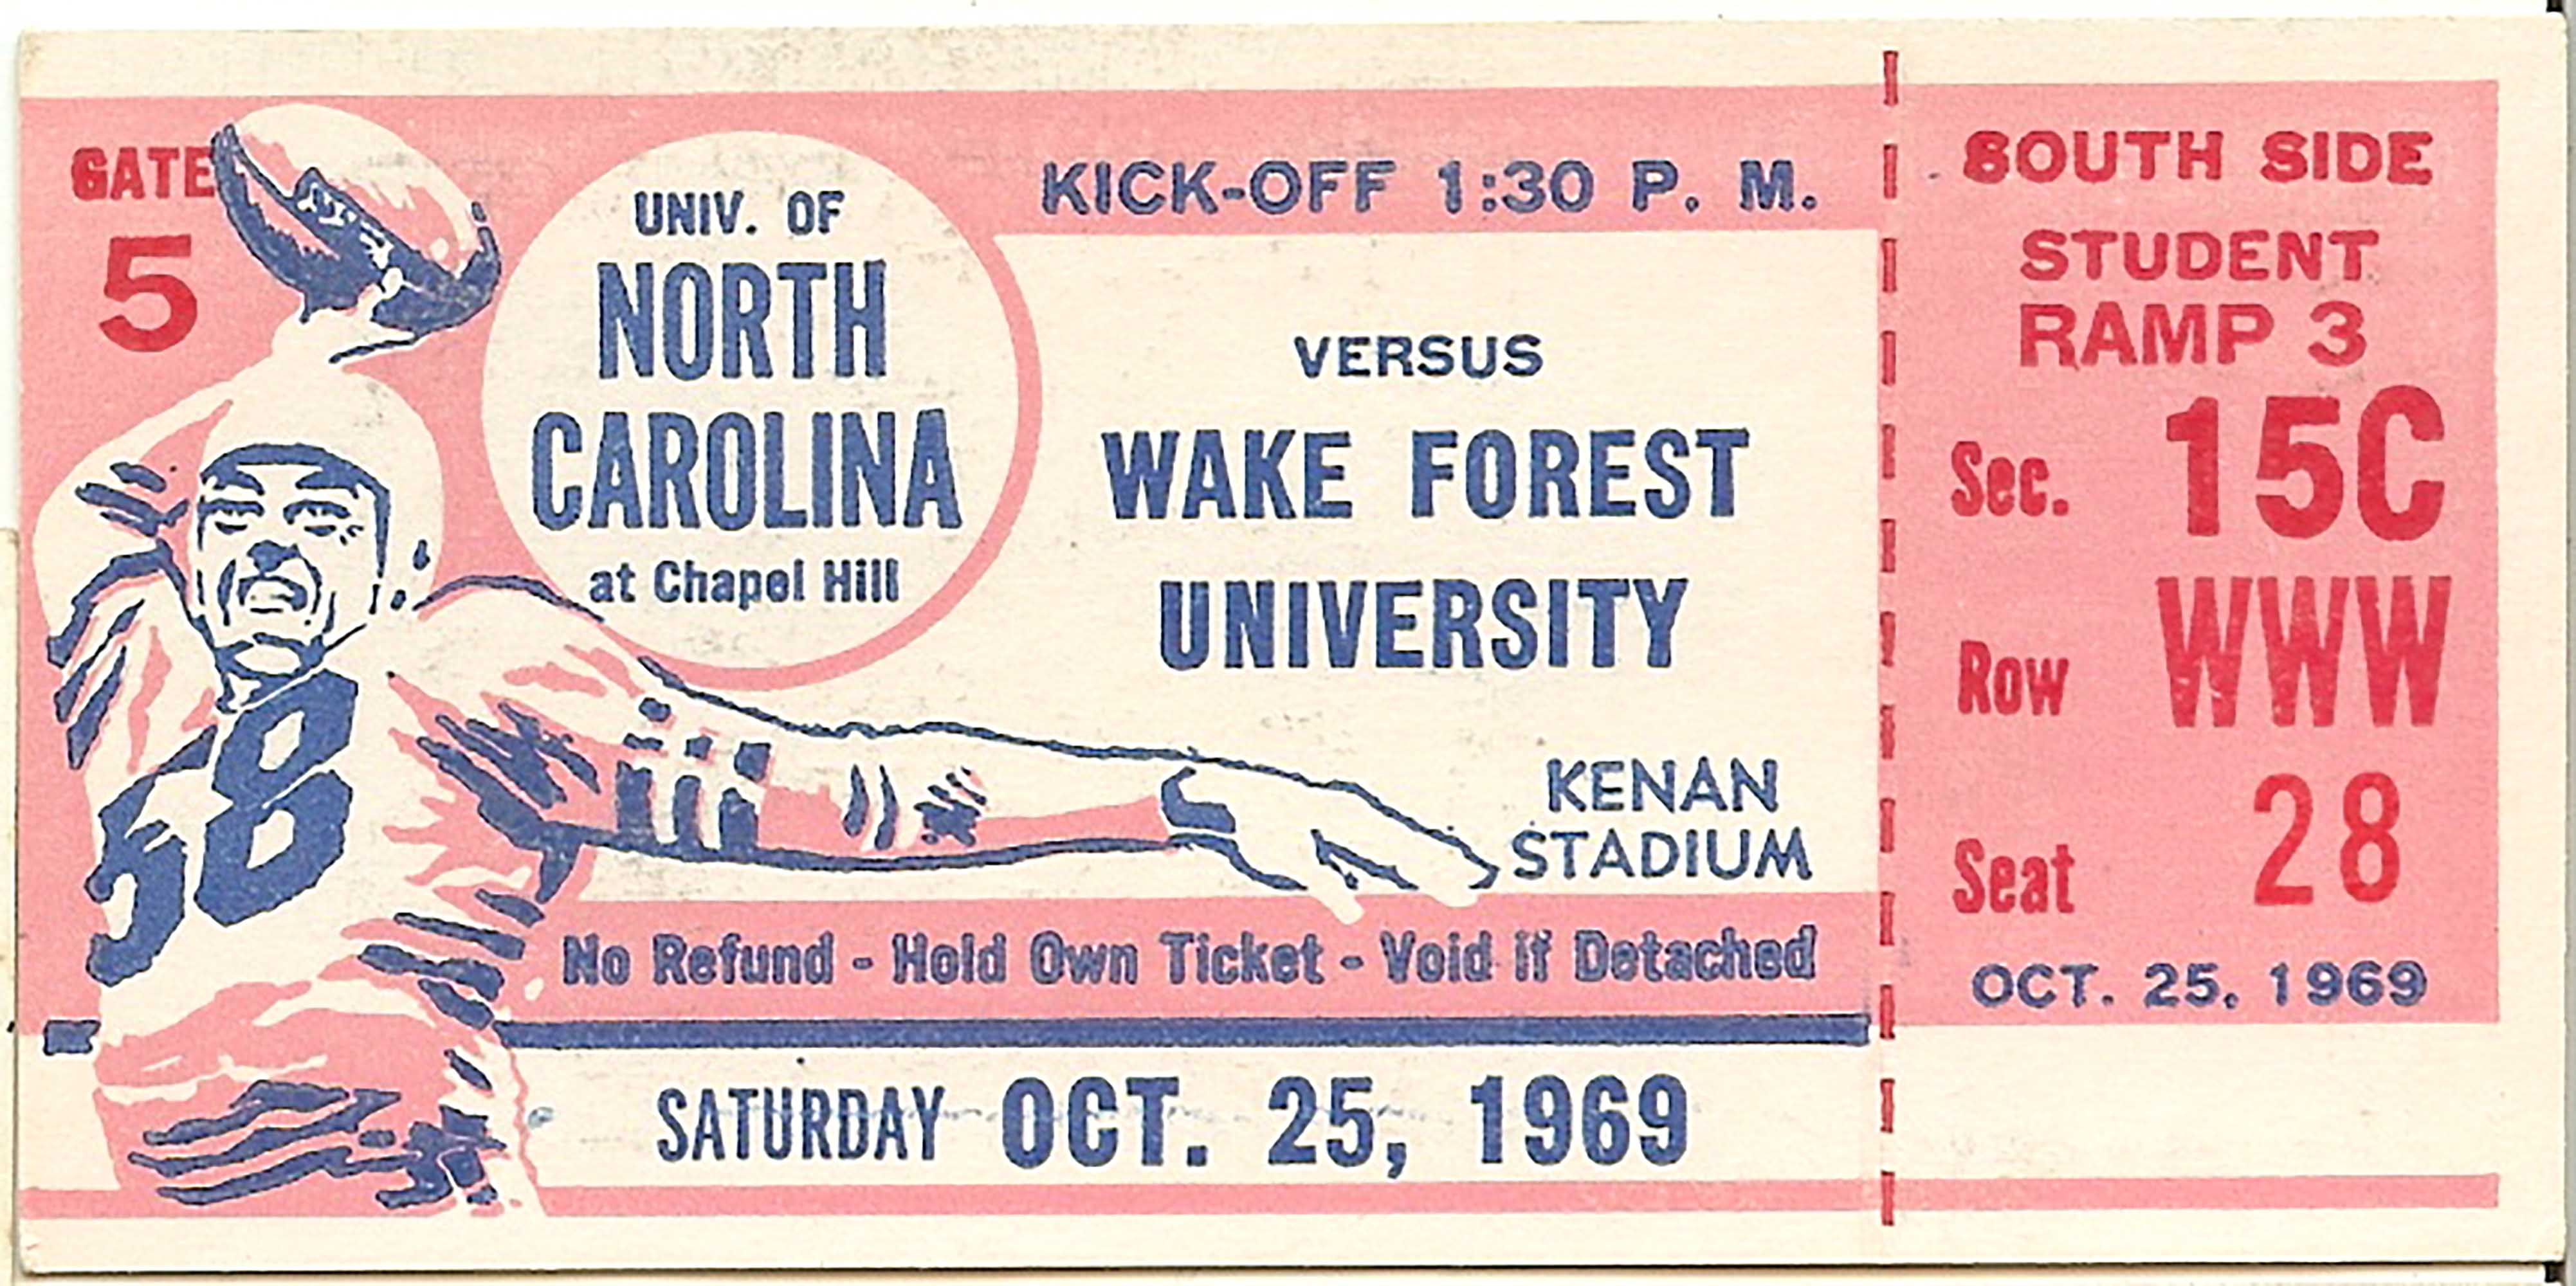 GATE
5
UNIV. OF
NORTH
CAROLINA
at Chapel Hill
KICK-OFF 1:30 P. M.
VERSUS
WAKE FOREST
UNIVERSITY
KENAN
STADIUM
58
No Refund - Hold Own Ticket - Void if Detached
SATURDAY OCT. 25, 1969
SOUTH SIDE
STUDENT
RAMP 3
Sec. 15C
Row WWW
Seat 28
OCT. 25, 1969